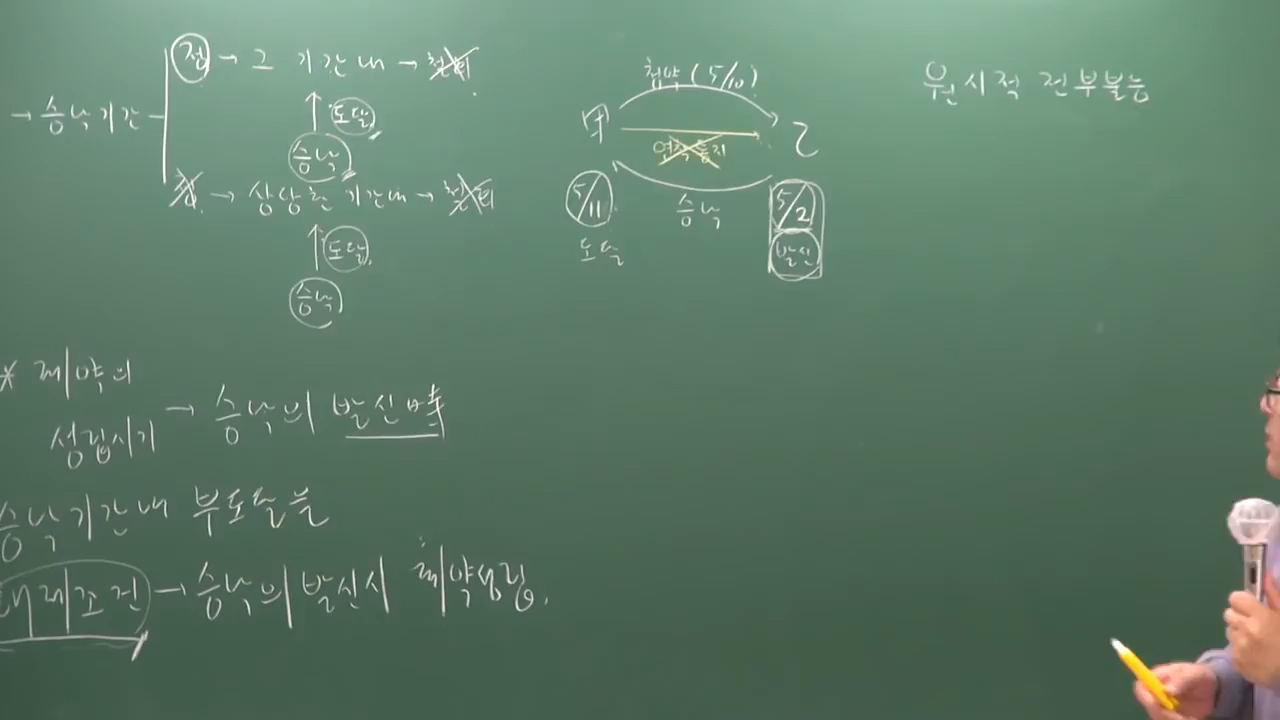 → 승낙기간
전 → 그 기간내 → 철회
↑ 도달
승낙
→ 상당한 기간내 → 철회
↑ 도달
승낙
* 계약의
성립시기 → 승낙의 발신時
승낙기간내 부도달을
해제조건 → 승낙의 발신시 계약성립.
청약 (5/10)
甲 乙
연착통지
승낙
5/11
도달
5/2
발신
원시적 전부불능